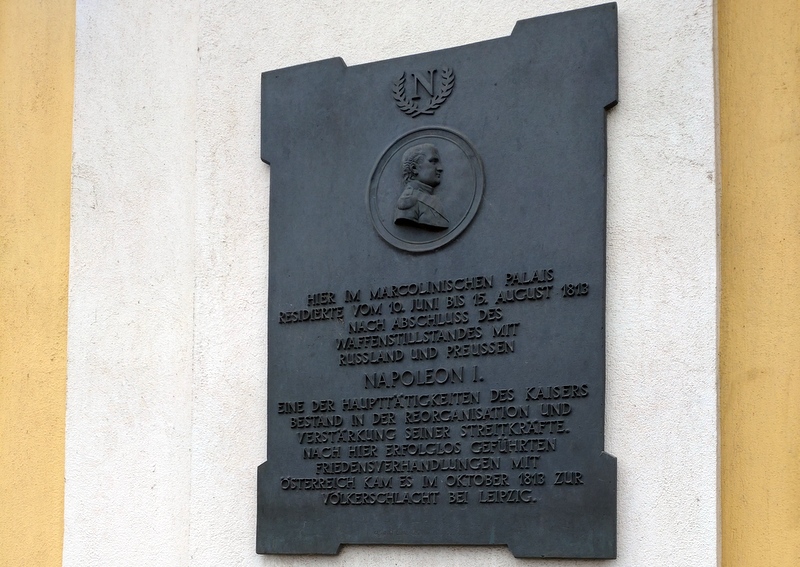 N
HIER IM MARCOLINISCHEN PALAIS
RESIDIERTE VOM 10. JUNI BIS 15. AUGUST 1813
NACH ABSCHLUSS DES
WAFFENSTILLSTANDES MIT
RUSSLAND UND PREUSSEN
NAPOLEON I.
EINE DER HAUPTTÄTIGKEITEN DES KAISERS
BESTAND IN DER REORGANISATION UND
VERSTÄRKUNG SEINER STREITKRÄFTE.
NACH HIER ERFOLGLOS GEFÜHRTEN
FRIEDENSVERHANDLUNGEN MIT
ÖSTERREICH KAM ES IM OKTOBER 1813 ZUR
VÖLKERSCHLACHT BEI LEIPZIG.